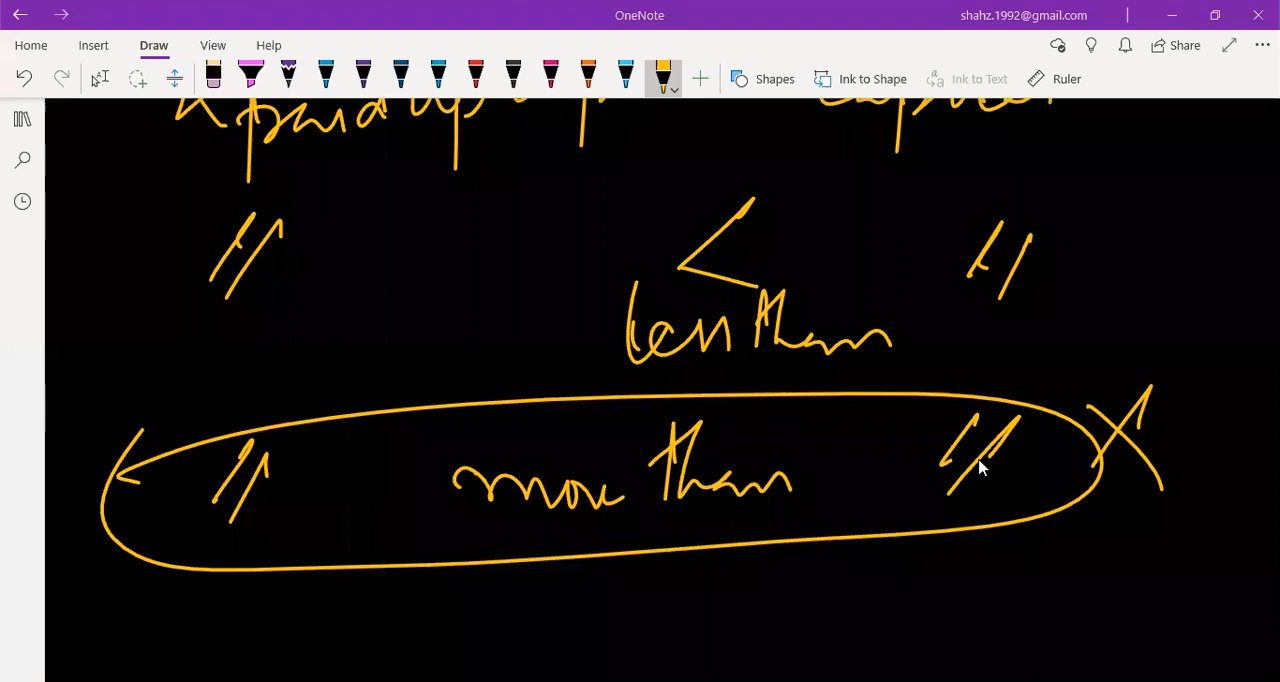 OneNote
shahz.1992@gmail.com
Home Insert Draw View Help
Share
Shapes Ink to Shape Ink to Text Ruler
" < "
less than
" more than "